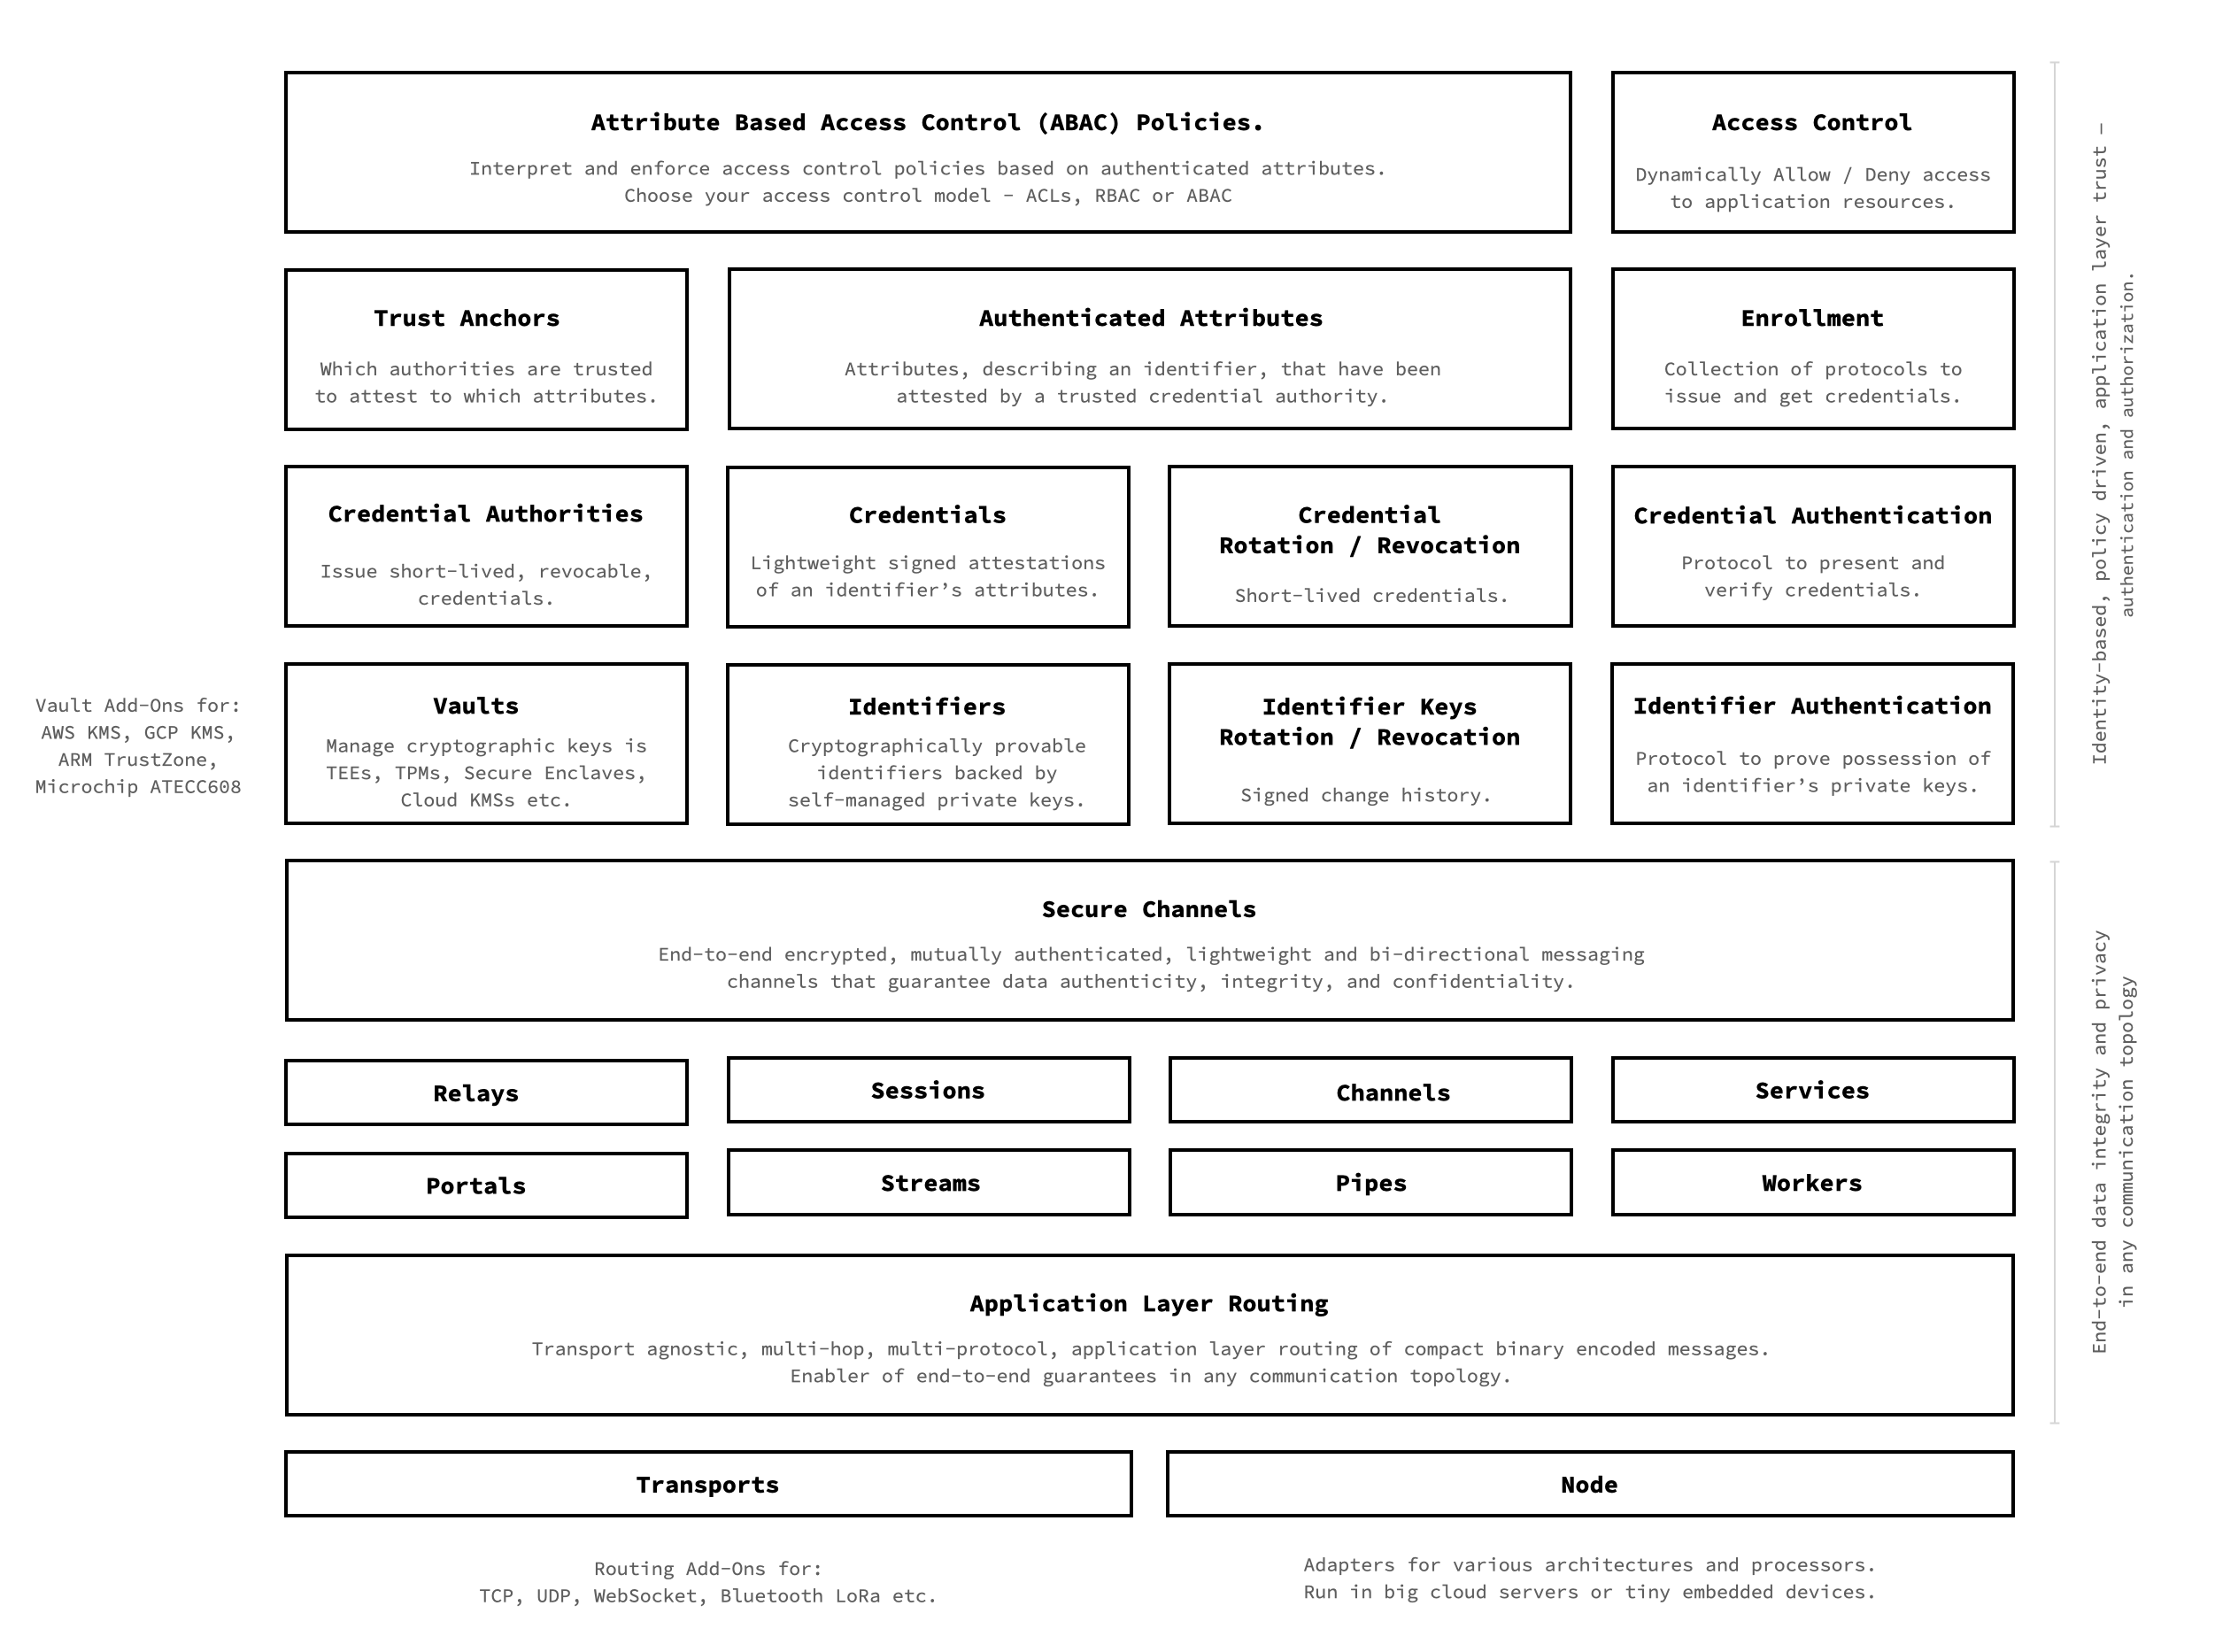 Attribute Based Access Control (ABAC) Policies.
Interpret and enforce access control policies based on authenticated attributes.
Choose your access control model – ACLs, RBAC or ABAC
Access Control
Dynamically Allow / Deny access
to application resources.
Trust Anchors
Which authorities are trusted
to attest to which attributes.
Authenticated Attributes
Attributes, describing an identifier, that have been
attested by a trusted credential authority.
Enrollment
Collection of protocols to
issue and get credentials.
Credential Authorities
Issue short-lived, revocable,
credentials.
Credentials
Lightweight signed attestations
of an identifier’s attributes.
Credential
Rotation / Revocation
Short-lived credentials.
Credential Authentication
Protocol to present and
verify credentials.
Vault Add-Ons for:
AWS KMS, GCP KMS,
ARM TrustZone,
Microchip ATECC608
Vaults
Manage cryptographic keys is
TEEs, TPMs, Secure Enclaves,
Cloud KMSs etc.
Identifiers
Cryptographically provable
identifiers backed by
self-managed private keys.
Identifier Keys
Rotation / Revocation
Signed change history.
Identifier Authentication
Protocol to prove possession of
an identifier’s private keys.
Identity-based, policy driven, application layer trust –
authentication and authorization.
Secure Channels
End-to-end encrypted, mutually authenticated, lightweight and bi-directional messaging
channels that guarantee data authenticity, integrity, and confidentiality.
Relays
Sessions
Channels
Services
Portals
Streams
Pipes
Workers
Application Layer Routing
Transport agnostic, multi-hop, multi-protocol, application layer routing of compact binary encoded messages.
Enabler of end-to-end guarantees in any communication topology.
End-to-end data integrity and privacy
in any communication topology
Transports
Node
Routing Add-Ons for:
TCP, UDP, WebSocket, Bluetooth LoRa etc.
Adapters for various architectures and processors.
Run in big cloud servers or tiny embedded devices.